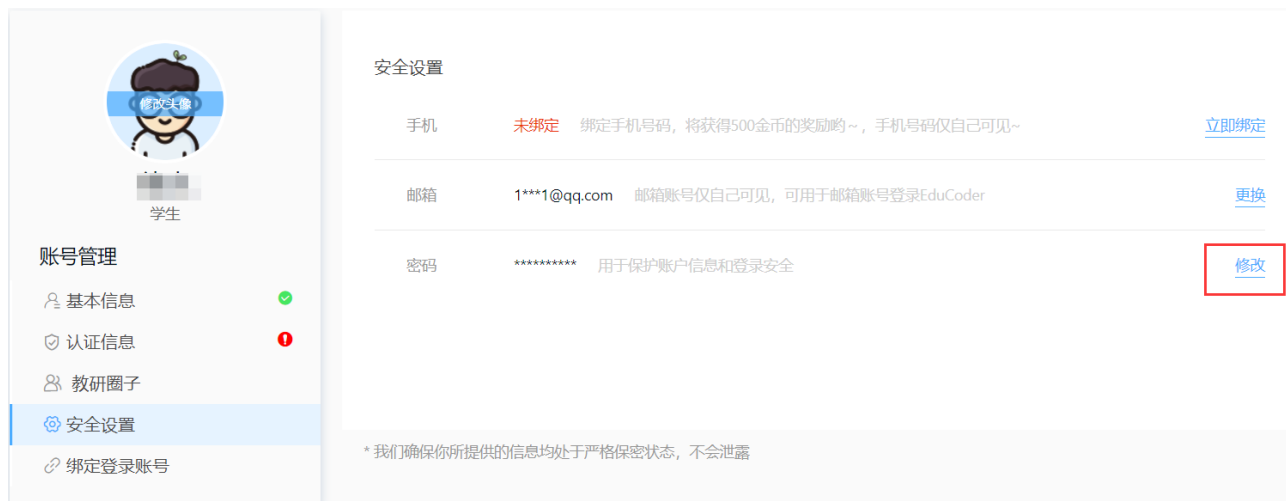 修改头像
学生
账号管理
基本信息
认证信息
教研圈子
安全设置
绑定登录账号
安全设置
手机 未绑定 绑定手机号码，将获得500金币的奖励哟~，手机号码仅自己可见~ 立即绑定
邮箱 1***1@qq.com 邮箱账号仅自己可见，可用于邮箱账号登录EduCoder 更换
密码 ********** 用于保护账户信息和登录安全 修改
* 我们确保你所提供的信息均处于严格保密状态，不会泄露